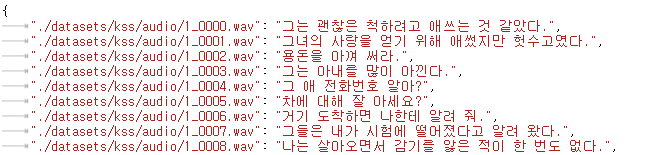 {
"./datasets/kss/audio/1_0000.wav": "그는 괜찮은 척하려고 애쓰는 것 같았다.",
"./datasets/kss/audio/1_0001.wav": "그녀의 사랑을 얻기 위해 애썼지만 헛수고였다.",
"./datasets/kss/audio/1_0002.wav": "용돈을 아껴 써라.",
"./datasets/kss/audio/1_0003.wav": "그는 아내를 많이 아낀다.",
"./datasets/kss/audio/1_0004.wav": "그 애 전화번호 알아?",
"./datasets/kss/audio/1_0005.wav": "차에 대해 잘 아세요?",
"./datasets/kss/audio/1_0006.wav": "거기 도착하면 나한테 알려 줘.",
"./datasets/kss/audio/1_0007.wav": "그들은 내가 시험에 떨어졌다고 알려 왔다.",
"./datasets/kss/audio/1_0008.wav": "나는 살아오면서 감기를 앓은 적이 한 번도 없다.",